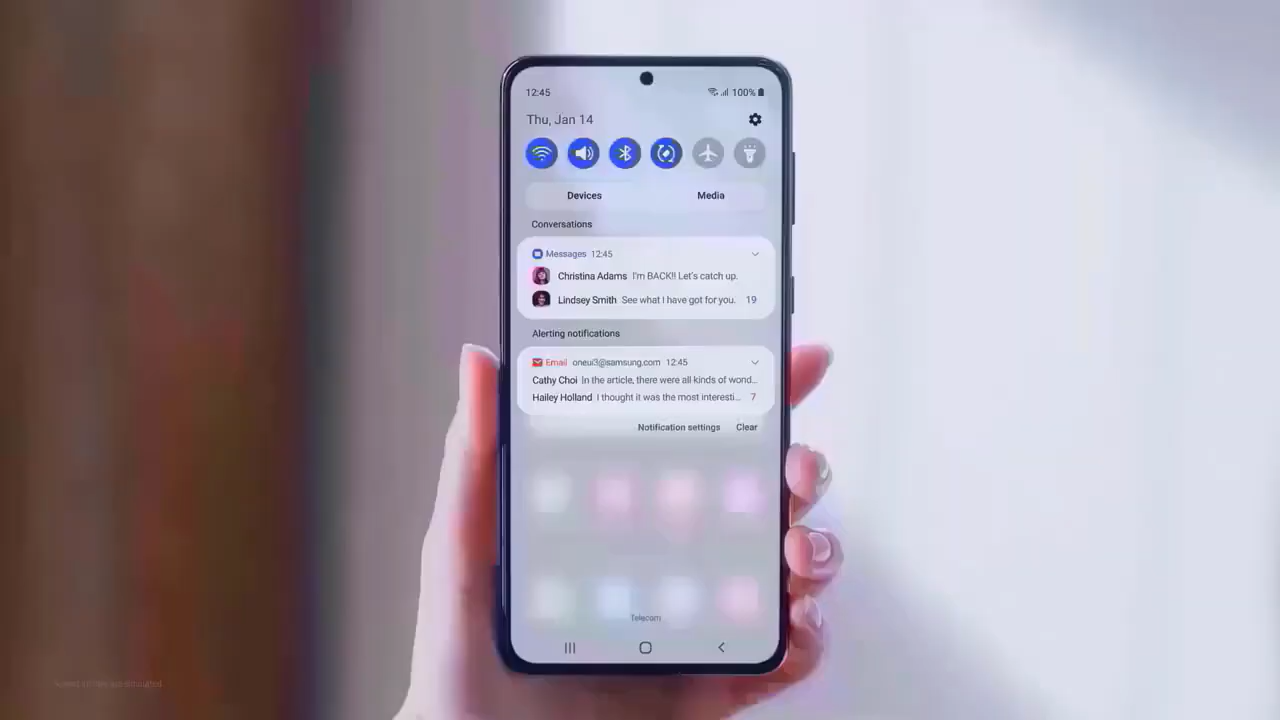 12:45 100%
Thu, Jan 14
Devices Media
Conversations
Messages 12:45
Christina Adams I'm BACK!! Let's catch up.
Lindsey Smith See what I have got for you. 19
Alerting notifications
Email oneui3@samsung.com 12:45
Cathy Choi In the article, there were all kinds of wond...
Hailey Holland I thought it was the most interesti... 7
Notification settings Clear
Telecom